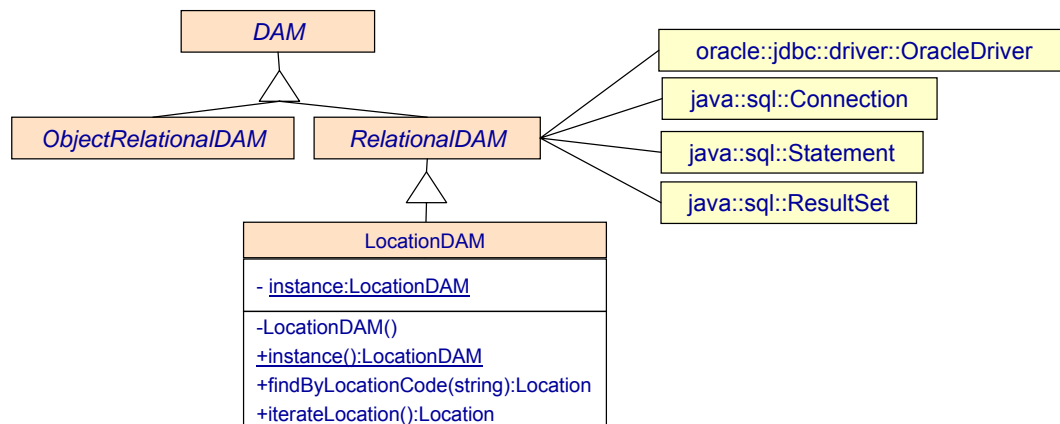 DAM
oracle::jdbc::driver::OracleDriver
java::sql::Connection
ObjectRelationalDAM
RelationalDAM
java::sql::Statement
java::sql::ResultSet
LocationDAM
- instance:LocationDAM
-LocationDAM()
+instance():LocationDAM
+findByLocationCode(string):Location
+iterateLocation():Location